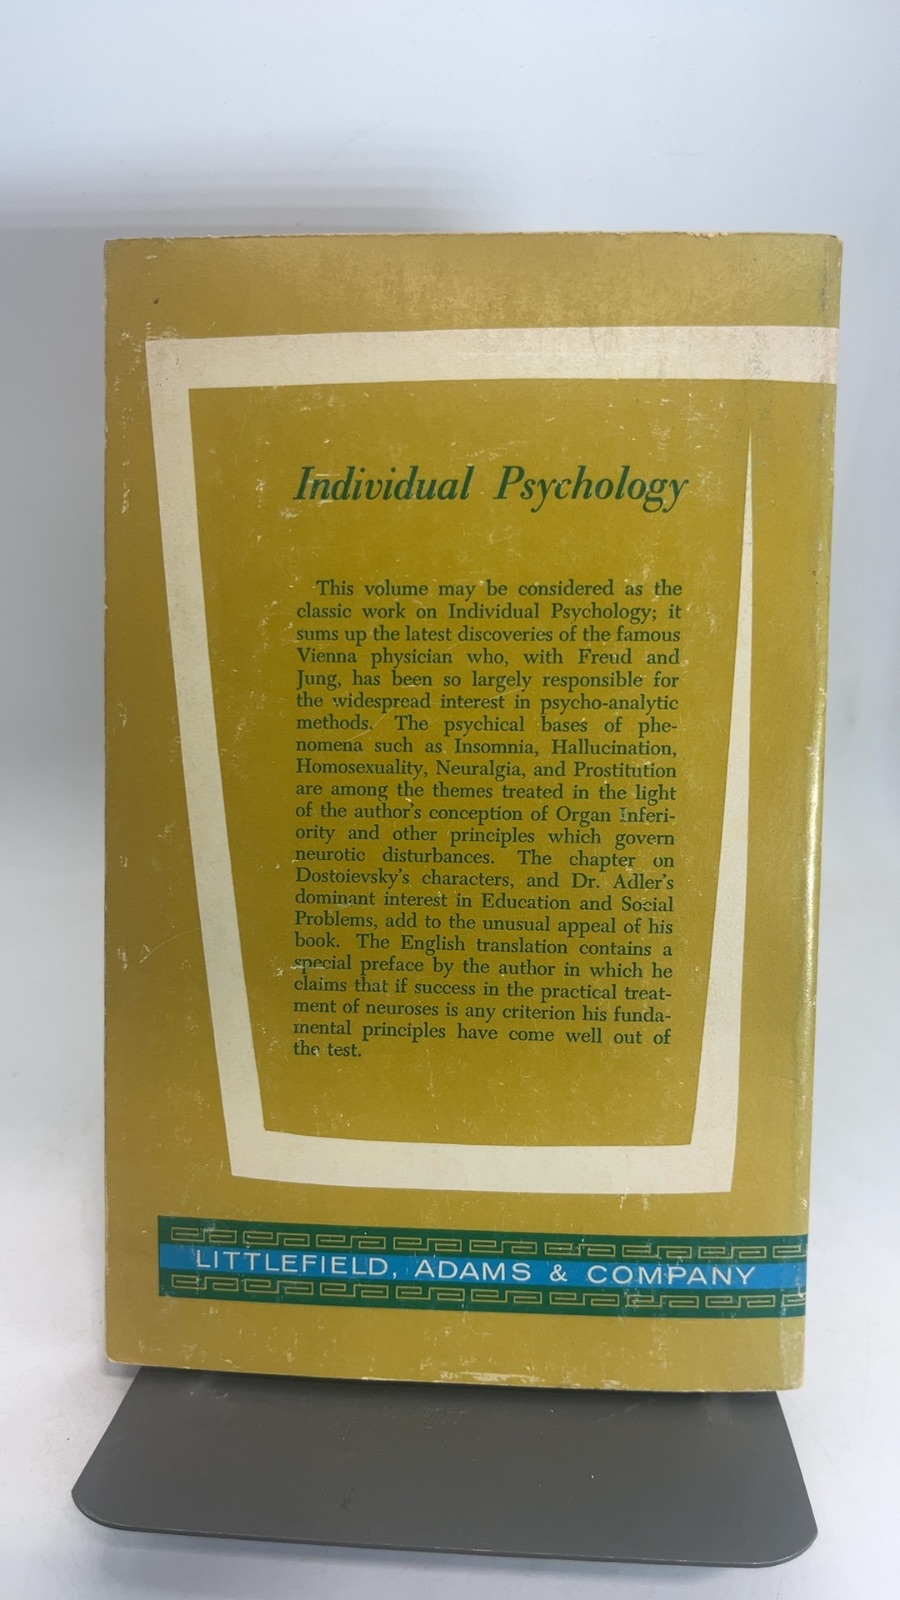 Individual Psychology
This volume may be considered as the
classic work on Individual Psychology; it
sums up the latest discoveries of the famous
Vienna physician who, with Freud and
Jung, has been so largely responsible for
the widespread interest in psycho-analytic
methods. The psychical bases of phe-
nomena such as Insomnia, Hallucination,
Homosexuality, Neuralgia, and Prostitution
are among the themes treated in the light
of the author's conception of Organ Inferi-
ority and other principles which govern
neurotic disturbances. The chapter on
Dostoievsky's characters, and Dr. Adler's
dominant interest in Education and Social
Problems, add to the unusual appeal of his
book. The English translation contains a
special preface by the author in which he
claims that if success in the practical treat-
ment of neuroses is any criterion his funda-
mental principles have come well out of
the test.
LITTLEFIELD, ADAMS & COMPANY